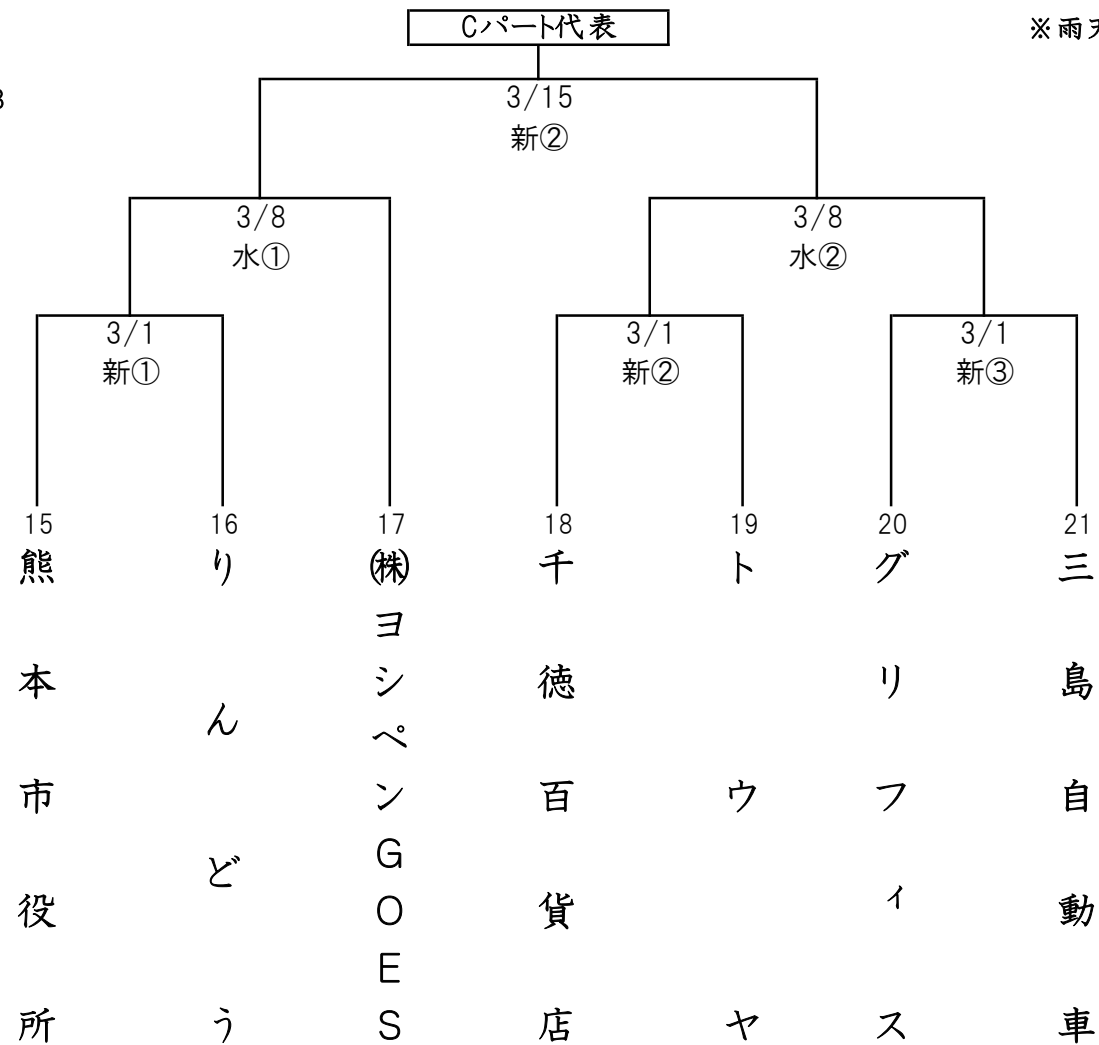 Cパート代表
※雨天
3/15
新②
3/8
水①
3/8
水②
3/1
新①
3/1
新②
3/1
新③
15
16
17
18
19
20
21
熊本市役所
りんどう
㈱ヨシペンGOES
千徳百貨店
トウヤ
グリフィス
三島自動車